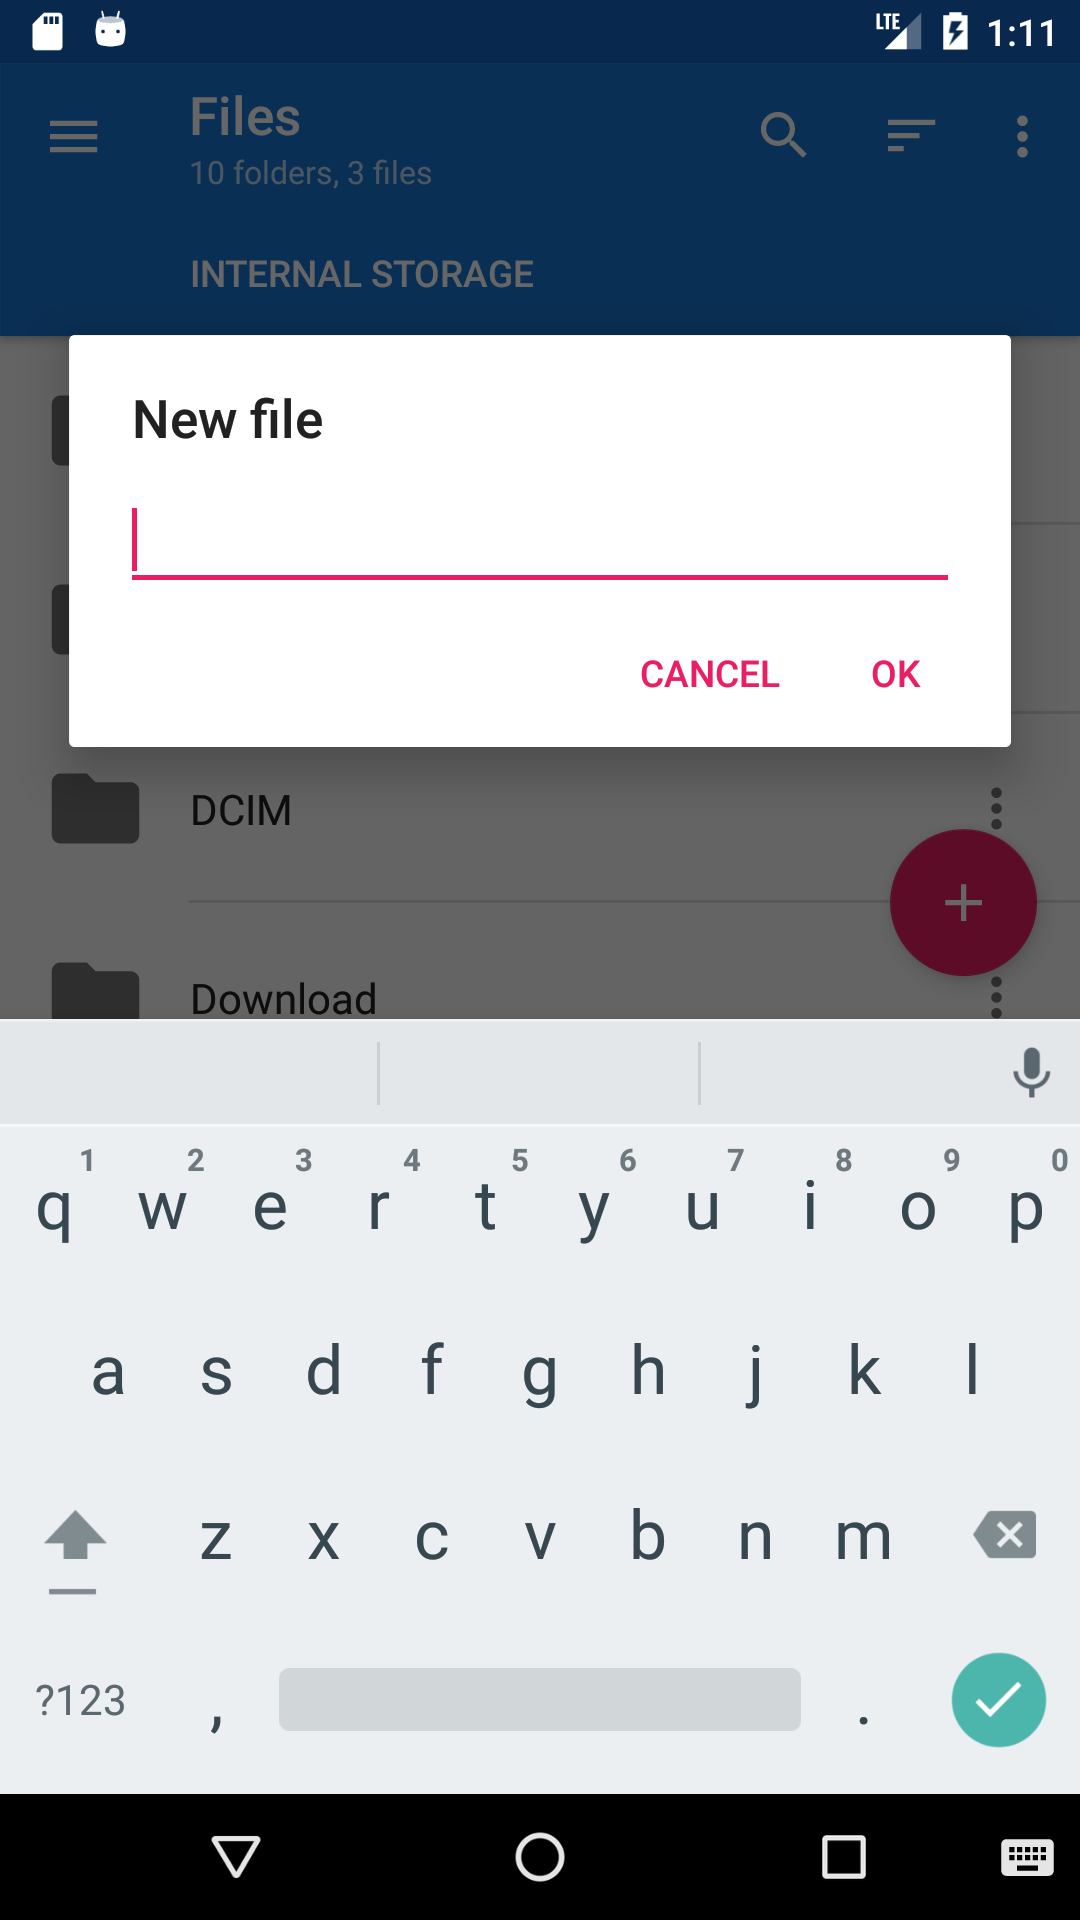 LTE 1:11
Files
10 folders, 3 files
INTERNAL STORAGE
New file
CANCEL OK
DCIM
Download
1 2 3 4 5 6 7 8 9 0
q w e r t y u i o p
a s d f g h j k l
z x c v b n m
?123 , .